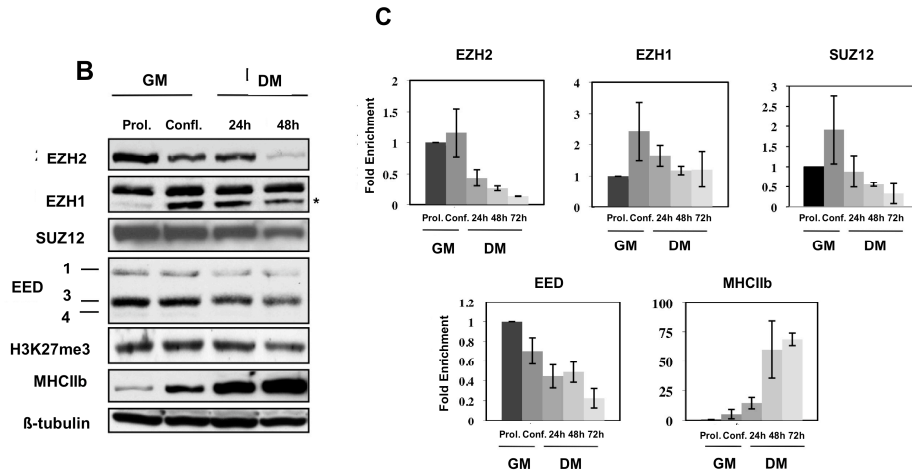 B
GM DM
Prol. Confl. 24h 48h
EZH2
EZH1
*
SUZ12
EED
1
3
4
H3K27me3
MHCIIb
ß-tubulin
C
EZH2
Fold Enrichment
2
1.5
1
0.5
0
Prol. Conf. 24h 48h 72h
GM DM
EZH1
4
3
2
1
0
Prol. Conf. 24h 48h 72h
GM DM
SUZ12
3
2.5
2
1.5
1
0.5
0
Prol. Conf. 24h 48h 72h
GM DM
EED
Fold Enrichment
1.2
1
0.8
0.6
0.4
0.2
0
Prol. Conf. 24h 48h 72h
GM DM
MHCIIb
100
75
50
25
0
Prol. Conf. 24h 48h 72h
GM DM